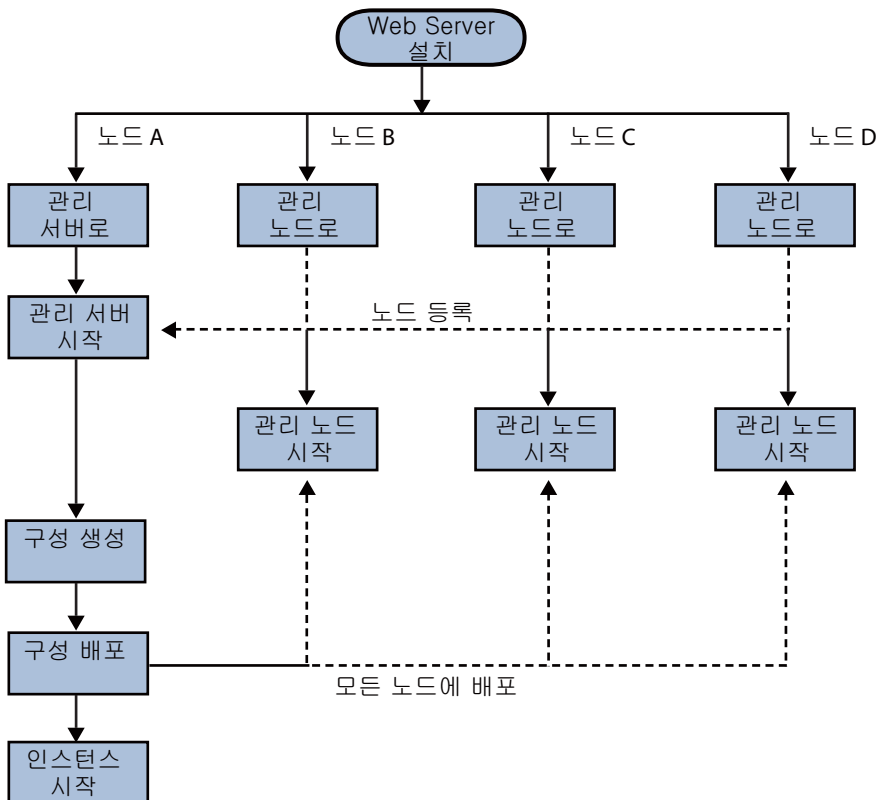 Web Server
설치
노드 A
노드 B
노드 C
노드 D
관리
서버로
관리
노드로
관리
노드로
관리
노드로
관리 서버
시작
노드 등록
관리 노드
시작
관리 노드
시작
관리 노드
시작
구성 생성
구성 배포
모든 노드에 배포
인스턴스
시작